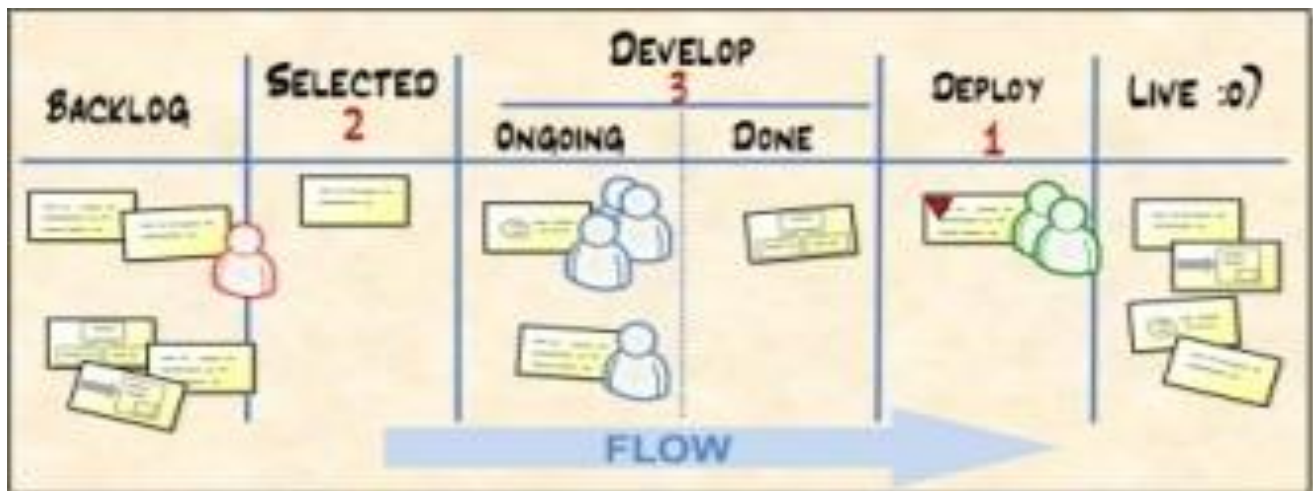 BACKLOG
SELECTED
2
DEVELOP
3
ONGOING
DONE
DEPLOY
1
LIVE :o)
FLOW